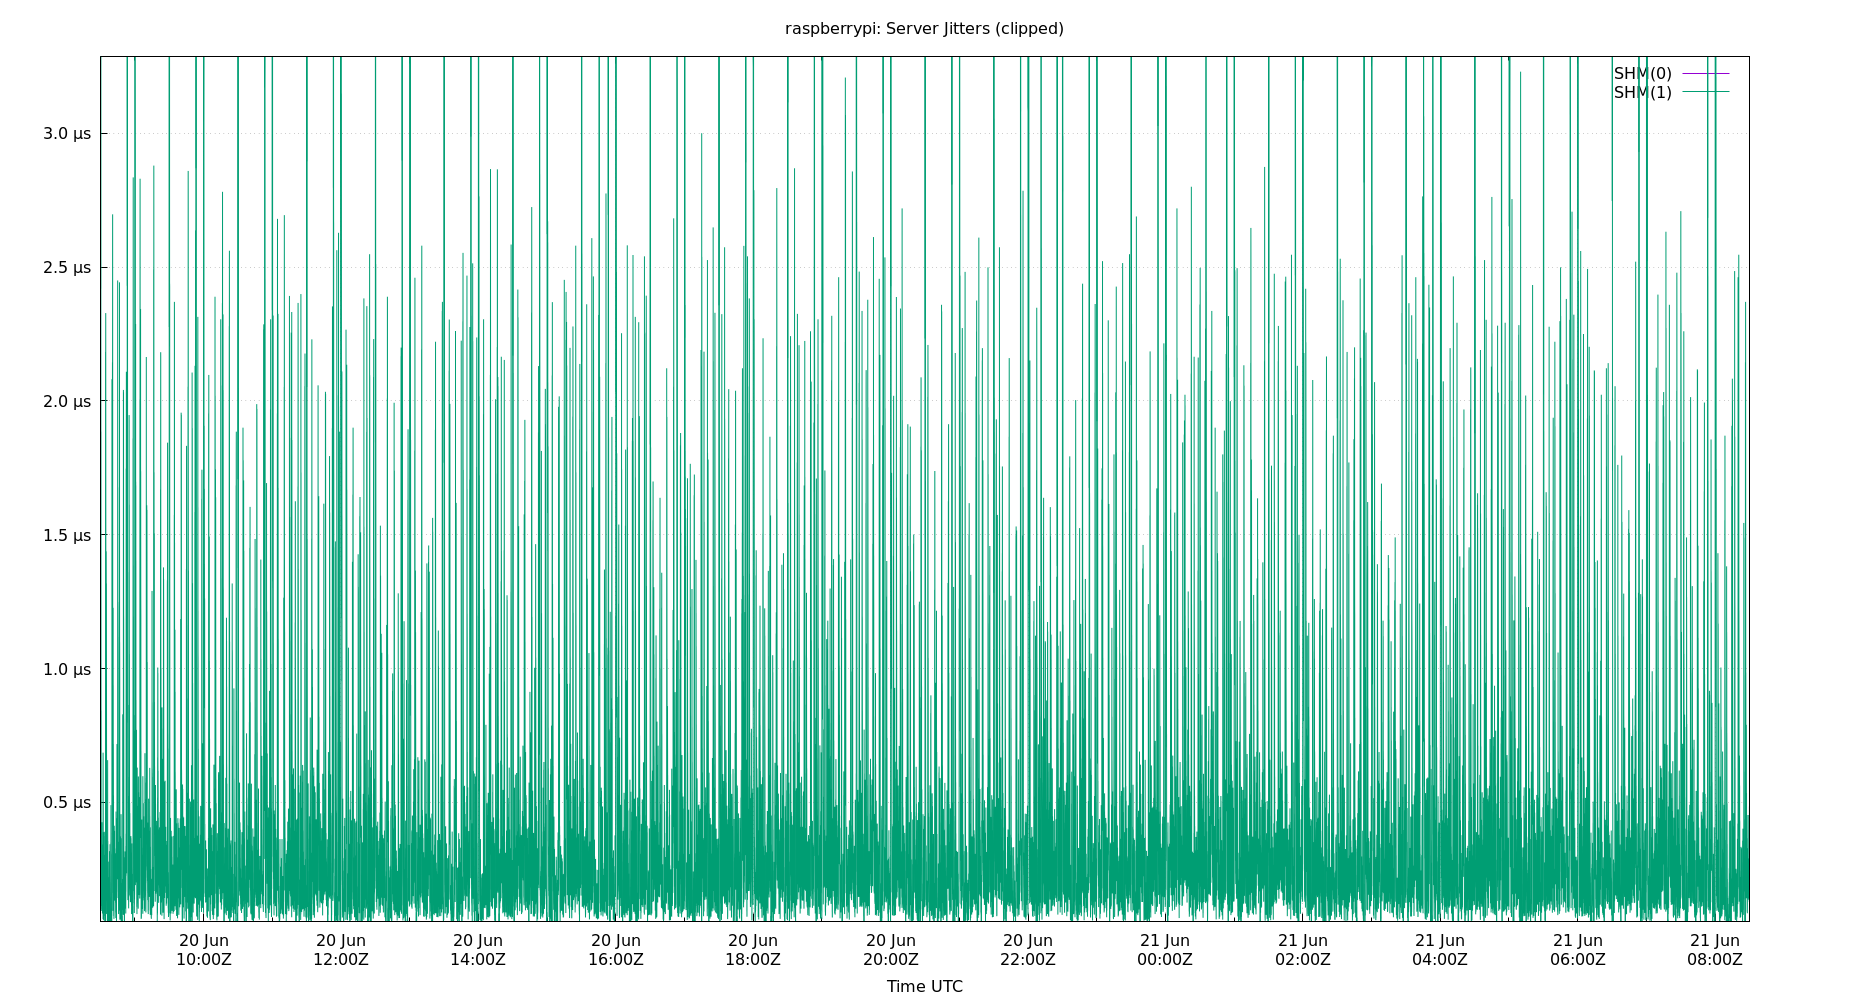 raspberrypi: Server Jitters (clipped)
SHM(0)
SHM(1)
3.0 µs
2.5 µs
2.0 µs
1.5 µs
1.0 µs
0.5 µs
20 Jun 20 Jun 20 Jun 20 Jun 20 Jun 20 Jun 20 Jun 21 Jun 21 Jun 21 Jun 21 Jun 21 Jun
10:00Z 12:00Z 14:00Z 16:00Z 18:00Z 20:00Z 22:00Z 00:00Z 02:00Z 04:00Z 06:00Z 08:00Z
Time UTC